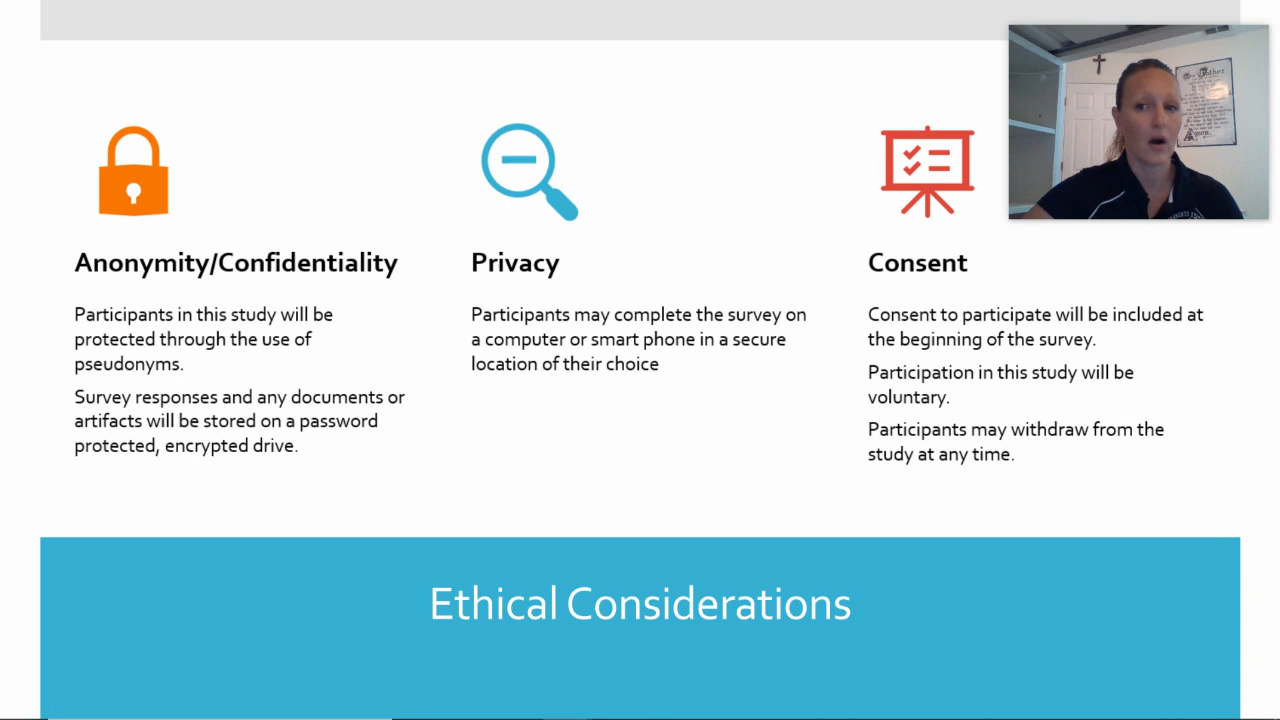 Anonymity/Confidentiality
Participants in this study will be
protected through the use of
pseudonyms.
Survey responses and any documents or
artifacts will be stored on a password
protected, encrypted drive.
Privacy
Participants may complete the survey on
a computer or smart phone in a secure
location of their choice
Consent
Consent to participate will be included at
the beginning of the survey.
Participation in this study will be
voluntary.
Participants may withdraw from the
study at any time.
Ethical Considerations
Amen.